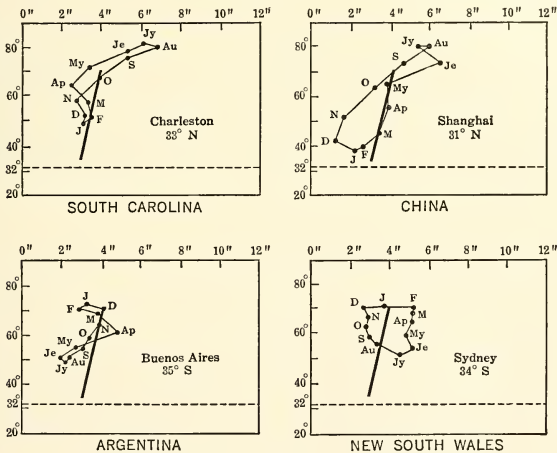 0" 2" 4" 6" 8" 10" 12"
80°
60°
40°
32°
20°
Jy
Je
Au
My
S
Ap
O
N
M
D
J
F
Charleston
33° N
SOUTH CAROLINA
0" 2" 4" 6" 8" 10" 12"
80°
60°
40°
32°
20°
Jy
Au
S
Je
O
My
Ap
N
M
D
J
F
Shanghai
31° N
CHINA
0" 2" 4" 6" 8" 10" 12"
80°
60°
40°
32°
20°
J
F
D
M
O
N
Ap
My
Je
S
Au
Jy
Buenos Aires
35° S
ARGENTINA
0" 2" 4" 6" 8" 10" 12"
80°
60°
40°
32°
20°
D
J
F
N
M
O
Ap
S
My
Au
Je
Jy
Sydney
34° S
NEW SOUTH WALES